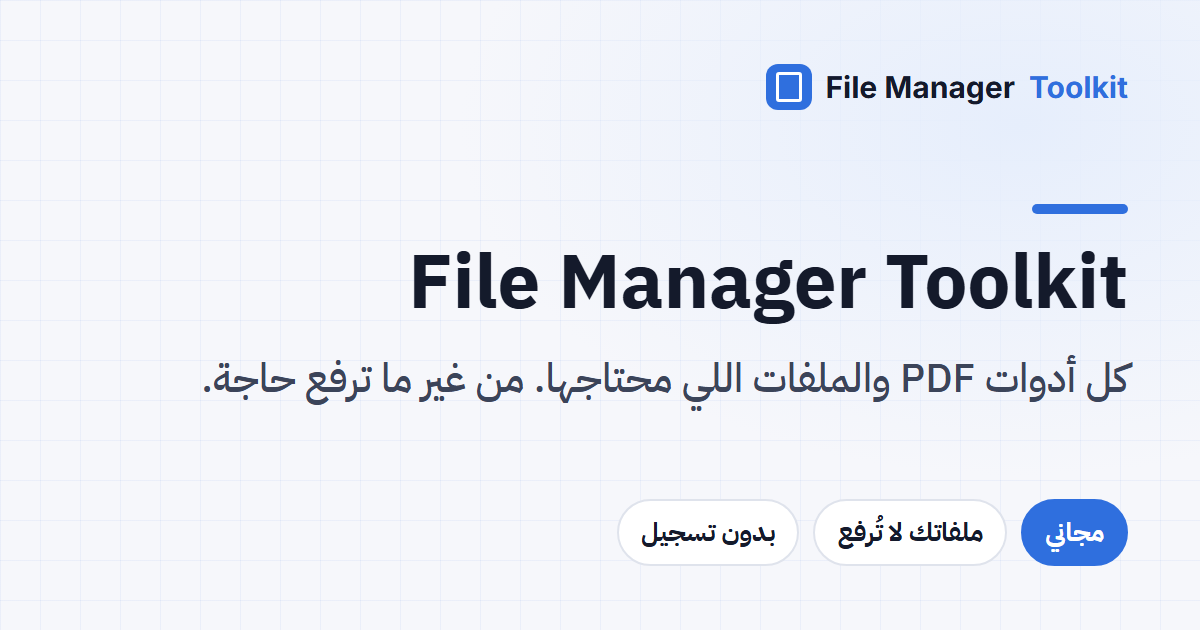 File Manager Toolkit
File Manager Toolkit
كل أدوات PDF والملفات اللي محتاجها. من غير ما ترفع حاجة.
مجاني ملفاتك لا تُرفع بدون تسجيل